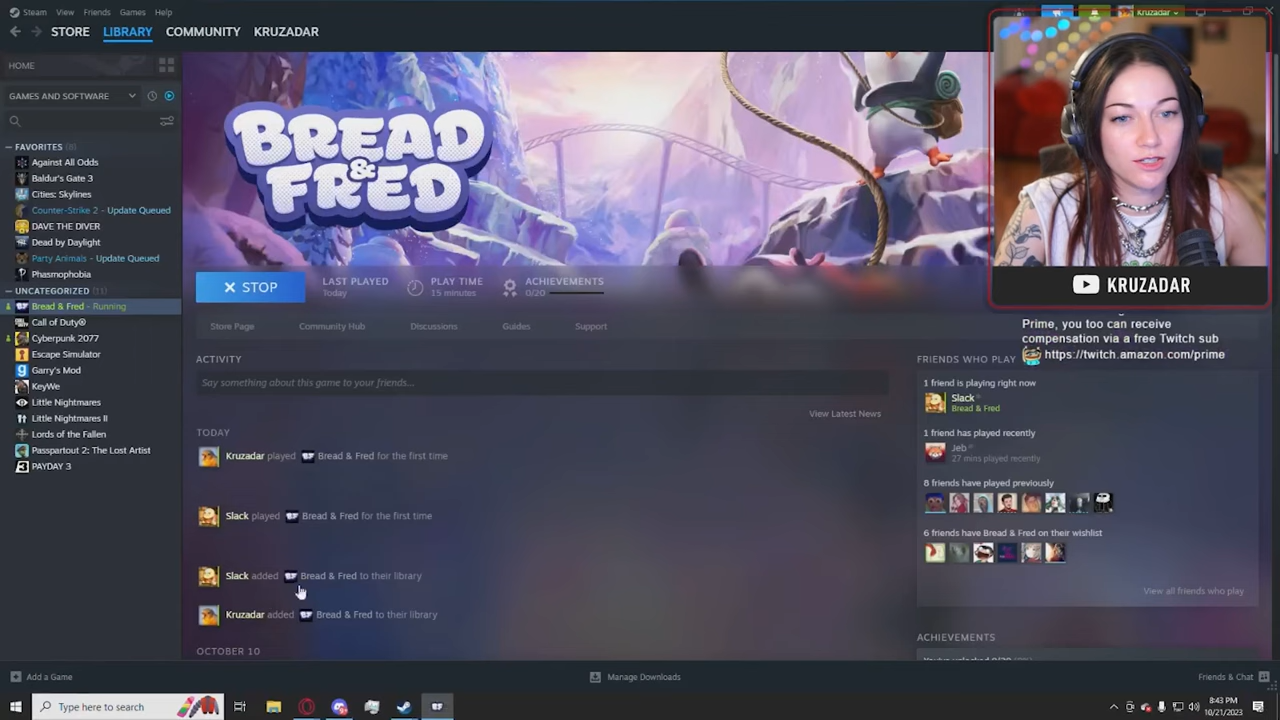 Steam View Friends Games Help
Kruzadar
STORE LIBRARY COMMUNITY KRUZADAR
HOME
GAMES AND SOFTWARE
FAVORITES (8)
Against All Odds
Baldur's Gate 3
Cities: Skylines
Counter-Strike 2 - Update Queued
DAVE THE DIVER
Dead by Daylight
Party Animals - Update Queued
Phasmophobia
UNCATEGORIZED (11)
Bread & Fred - Running
Call of Duty®
Cyberpunk 2077
Escape Simulator
Garry's Mod
KeyWe
Little Nightmares
Little Nightmares II
Lords of the Fallen
Passpartout 2: The Lost Artist
PAYDAY 3
BREAD
&
FRED
STOP
LAST PLAYED
Today
PLAY TIME
15 minutes
ACHIEVEMENTS
0/20
Store Page Community Hub Discussions Guides Support
ACTIVITY
Say something about this game to your friends...
View Latest News
TODAY
Kruzadar played Bread & Fred for the first time
Slack played Bread & Fred for the first time
Slack added Bread & Fred to their library
Kruzadar added Bread & Fred to their library
OCTOBER 10
KRUZADAR
Prime, you too can receive
compensation via a free Twitch sub
https://twitch.amazon.com/prime
FRIENDS WHO PLAY
1 friend is playing right now
Slack
Bread & Fred
1 friend has played recently
Jeb
27 mins played recently
8 friends have played previously
6 friends have Bread & Fred on their wishlist
View all friends who play
ACHIEVEMENTS
Add a Game
Manage Downloads
Friends & Chat
Type here to search
8:43 PM
10/21/2023